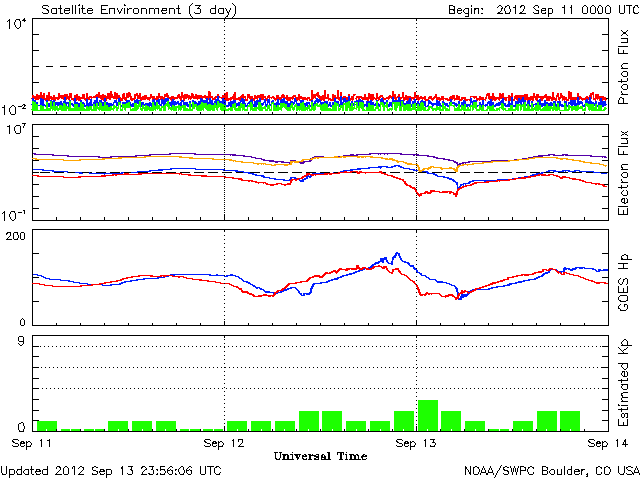 Satellite Environment (3 day) Begin: 2012 Sep 11 0000 UTC
10^4
Proton Flux
10^-2
10^7
Electron Flux
10^-1
200
GOES Hp
0
9
Estimated Kp
0
Sep 11 Sep 12 Sep 13 Sep 14
Universal Time
Updated 2012 Sep 13 23:56:06 UTC NOAA/SWPC Boulder, CO USA